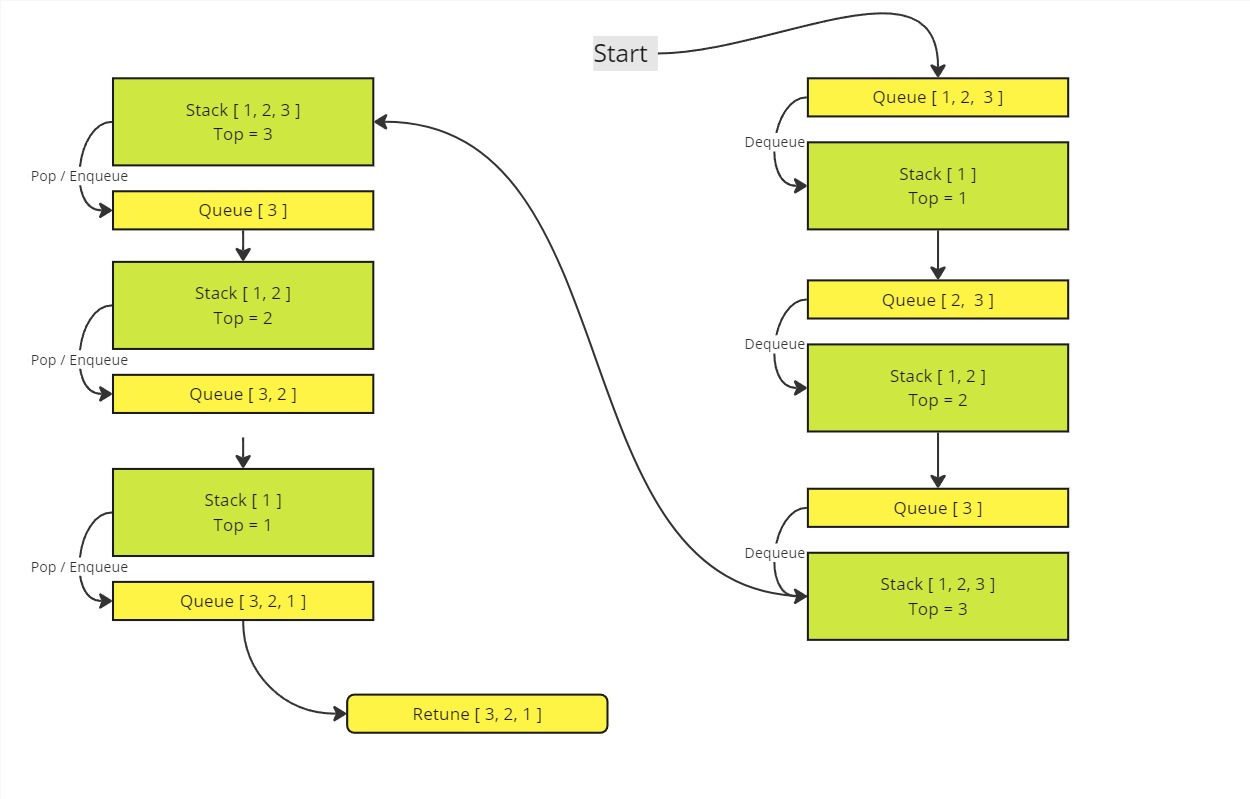 Start
Queue [ 1, 2,  3 ]
Dequeue
Stack [ 1 ]
Top = 1
Queue [ 2,  3 ]
Dequeue
Stack [ 1, 2 ]
Top = 2
Queue [ 3 ]
Dequeue
Stack [ 1, 2, 3 ]
Top = 3
Stack [ 1, 2, 3 ]
Top = 3
Pop / Enqueue
Queue [ 3 ]
Stack [ 1, 2 ]
Top = 2
Pop / Enqueue
Queue [ 3, 2 ]
Stack [ 1 ]
Top = 1
Pop / Enqueue
Queue [ 3, 2, 1 ]
Retune [ 3, 2, 1 ]